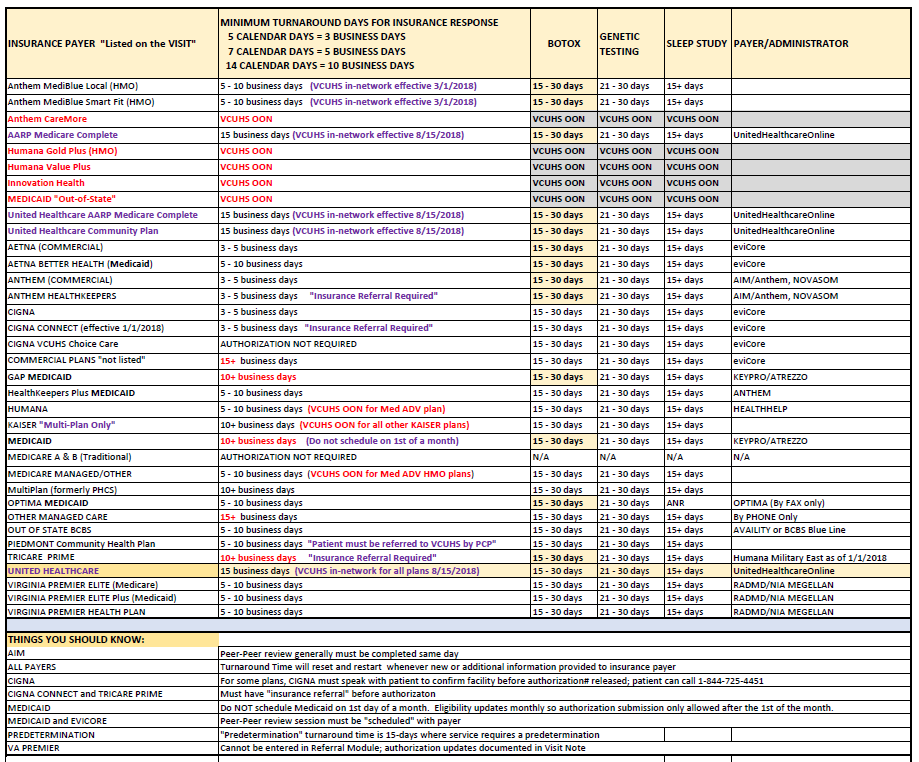 INSURANCE PAYER "Listed on the VISIT" MINIMUM TURNAROUND DAYS FOR INSURANCE RESPONSE
5 CALENDAR DAYS = 3 BUSINESS DAYS
7 CALENDAR DAYS = 5 BUSINESS DAYS
14 CALENDAR DAYS = 10 BUSINESS DAYS
BOTOX GENETIC TESTING SLEEP STUDY PAYER/ADMINISTRATOR
Anthem MediBlue Local (HMO) 5 - 10 business days (VCUHS in-network effective 3/1/2018) 15 - 30 days 21 - 30 days 15+ days
Anthem MediBlue Smart Fit (HMO) 5 - 10 business days (VCUHS in-network effective 3/1/2018) 15 - 30 days 21 - 30 days 15+ days
Anthem CareMore VCUHS OON VCUHS OON VCUHS OON VCUHS OON
AARP Medicare Complete 15 business days (VCUHS in-network effective 8/15/2018) 15 - 30 days 21 - 30 days 15+ days UnitedHealthcareOnline
Humana Gold Plus (HMO) VCUHS OON VCUHS OON VCUHS OON VCUHS OON
Humana Value Plus VCUHS OON VCUHS OON VCUHS OON VCUHS OON
Innovation Health VCUHS OON VCUHS OON VCUHS OON VCUHS OON
MEDICAID "Out-of-State" VCUHS OON VCUHS OON VCUHS OON VCUHS OON
United Healthcare AARP Medicare Complete 15 business days (VCUHS in-network effective 8/15/2018) 15 - 30 days 21 - 30 days 15+ days UnitedHealthcareOnline
United Healthcare Community Plan 15 business days (VCUHS in-network effective 8/15/2018) 15 - 30 days 21 - 30 days 15+ days UnitedHealthcareOnline
AETNA (COMMERCIAL) 3 - 5 business days 15 - 30 days 21 - 30 days 15+ days eviCore
AETNA BETTER HEALTH (Medicaid) 5 - 10 business days 15 - 30 days 21 - 30 days 15+ days eviCore
ANTHEM (COMMERCIAL) 3 - 5 business days 15 - 30 days 21 - 30 days 15+ days AIM/Anthem, NOVASOM
ANTHEM HEALTHKEEPERS 3 - 5 business days "Insurance Referral Required" 15 - 30 days 21 - 30 days 15+ days AIM/Anthem, NOVASOM
CIGNA 3 - 5 business days 15 - 30 days 21 - 30 days 15+ days eviCore
CIGNA CONNECT (effective 1/1/2018) 3 - 5 business days "Insurance Referral Required" 15 - 30 days 21 - 30 days 15+ days eviCore
CIGNA VCUHS Choice Care AUTHORIZATION NOT REQUIRED 15 - 30 days 21 - 30 days 15+ days eviCore
COMMERCIAL PLANS "not listed" 15+ business days 15 - 30 days 21 - 30 days 15+ days eviCore
GAP MEDICAID 10+ business days 15 - 30 days 21 - 30 days 15+ days KEYPRO/ATREZZO
HealthKeepers Plus MEDICAID 5 - 10 business days 15 - 30 days 21 - 30 days 15+ days ANTHEM
HUMANA 5 - 10 business days (VCUHS OON for Med ADV plan) 15 - 30 days 21 - 30 days 15+ days HEALTHHELP
KAISER "Multi-Plan Only" 10+ business days (VCUHS OON for all other KAISER plans) 15 - 30 days 21 - 30 days 15+ days
MEDICAID 10+ business days (Do not schedule on 1st of a month) 15 - 30 days 21 - 30 days 15+ days KEYPRO/ATREZZO
MEDICARE A & B (Traditional) AUTHORIZATION NOT REQUIRED N/A N/A N/A N/A
MEDICARE MANAGED/OTHER 5 - 10 business days (VCUHS OON for Med ADV HMO plans) 15 - 30 days 21 - 30 days 15+ days
MultiPlan (formerly PHCS) 10+ business days 15 - 30 days 21 - 30 days 15+ days
OPTIMA MEDICAID 5 - 10 business days 15 - 30 days 21 - 30 days ANR OPTIMA (By FAX only)
OTHER MANAGED CARE 15+ business days 15 - 30 days 21 - 30 days 15+ days By PHONE Only
OUT OF STATE BCBS 5 - 10 business days 15 - 30 days 21 - 30 days 15+ days AVAILITY or BCBS Blue Line
PIEDMONT Community Health Plan 5 - 10 business days "Patient must be referred to VCUHS by PCP" 15 - 30 days 21 - 30 days 15+ days
TRICARE PRIME 10+ business days "Insurance Referral Required" 15 - 30 days 21 - 30 days 15+ days Humana Military East as of 1/1/2018
UNITED HEALTHCARE 15 business days (VCUHS in-network for all plans 8/15/2018) 15 - 30 days 21 - 30 days 15+ days UnitedHealthcareOnline
VIRGINIA PREMIER ELITE (Medicare) 5 - 10 business days 15 - 30 days 21 - 30 days 15+ days RADMD/NIA MEGELLAN
VIRGINIA PREMIER ELITE Plus (Medicaid) 5 - 10 business days 15 - 30 days 21 - 30 days 15+ days RADMD/NIA MEGELLAN
VIRGINIA PREMIER HEALTH PLAN 5 - 10 business days 15 - 30 days 21 - 30 days 15+ days RADMD/NIA MEGELLAN
THINGS YOU SHOULD KNOW:
AIM Peer-Peer review generally must be completed same day
ALL PAYERS Turnaround Time will reset and restart whenever new or additional information provided to insurance payer
CIGNA For some plans, CIGNA must speak with patient to confirm facility before authorization# released; patient can call 1-844-725-4451
CIGNA CONNECT and TRICARE PRIME Must have "insurance referral" before authorizaton
MEDICAID Do NOT schedule Medicaid on 1st day of a month. Eligibility updates monthly so authorization submission only allowed after the 1st of the month.
MEDICAID and EVICORE Peer-Peer review session must be "scheduled" with payer
PREDETERMINATION "Predetermination" turnaround time is 15-days where service requires a predetermination
VA PREMIER Cannot be entered in Referral Module; authorization updates documented in Visit Note